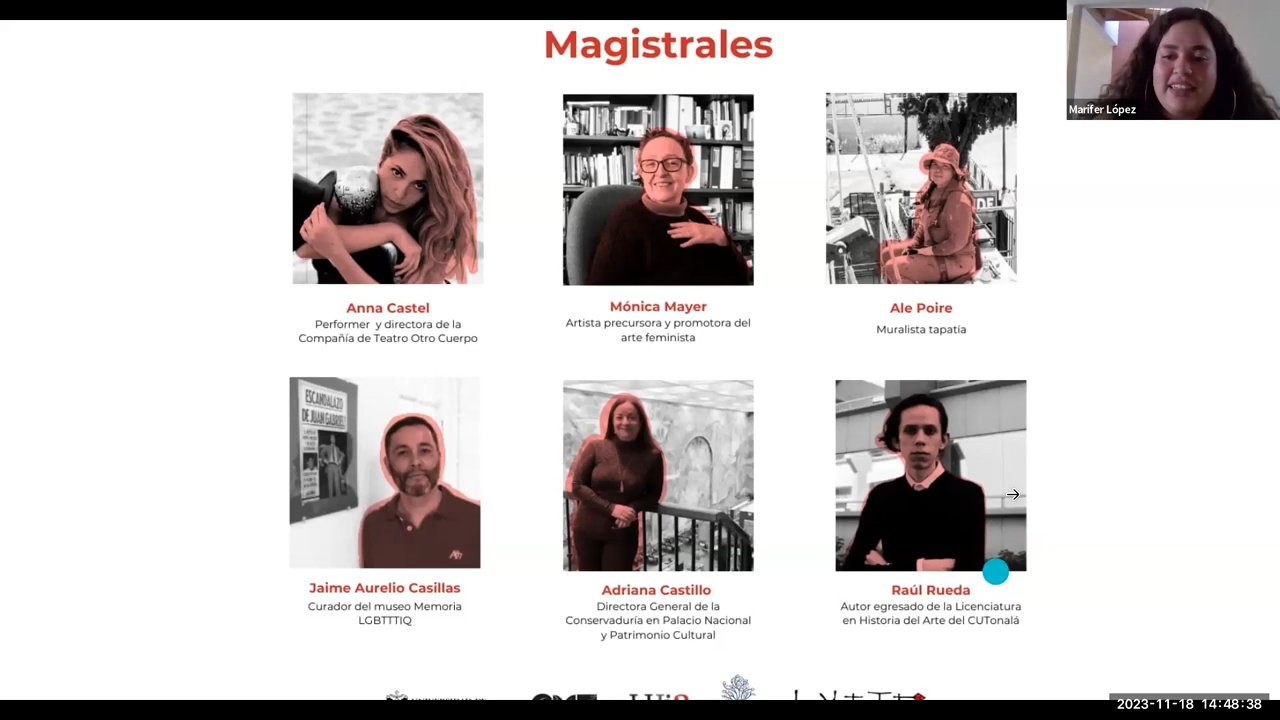 Magistrales
Marifer López
Anna Castel
Performer y directora de la
Compañía de Teatro Otro Cuerpo
Mónica Mayer
Artista precursora y promotora del
arte feminista
Ale Poire
Muralista tapatía
ESCANDALAZO
DE JUAN GABRIEL
Jaime Aurelio Casillas
Curador del museo Memoria
LGBTTTIQ
Adriana Castillo
Directora General de la
Conservaduría en Palacio Nacional
y Patrimonio Cultural
Raúl Rueda
Autor egresado de la Licenciatura
en Historia del Arte del CUTonalá
2023-11-18 14:48:38